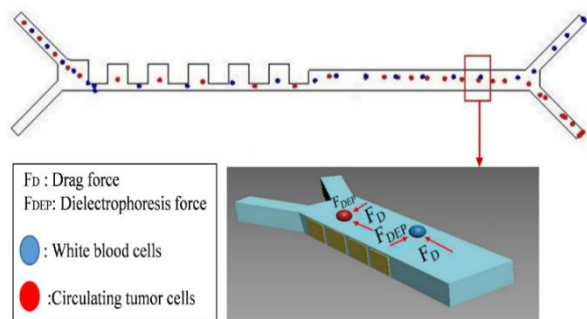 FD : Drag force
FDEP: Dielectrophoresis force
: White blood cells
:Circulating tumor cells
FDEP
FD
FDEP
FD